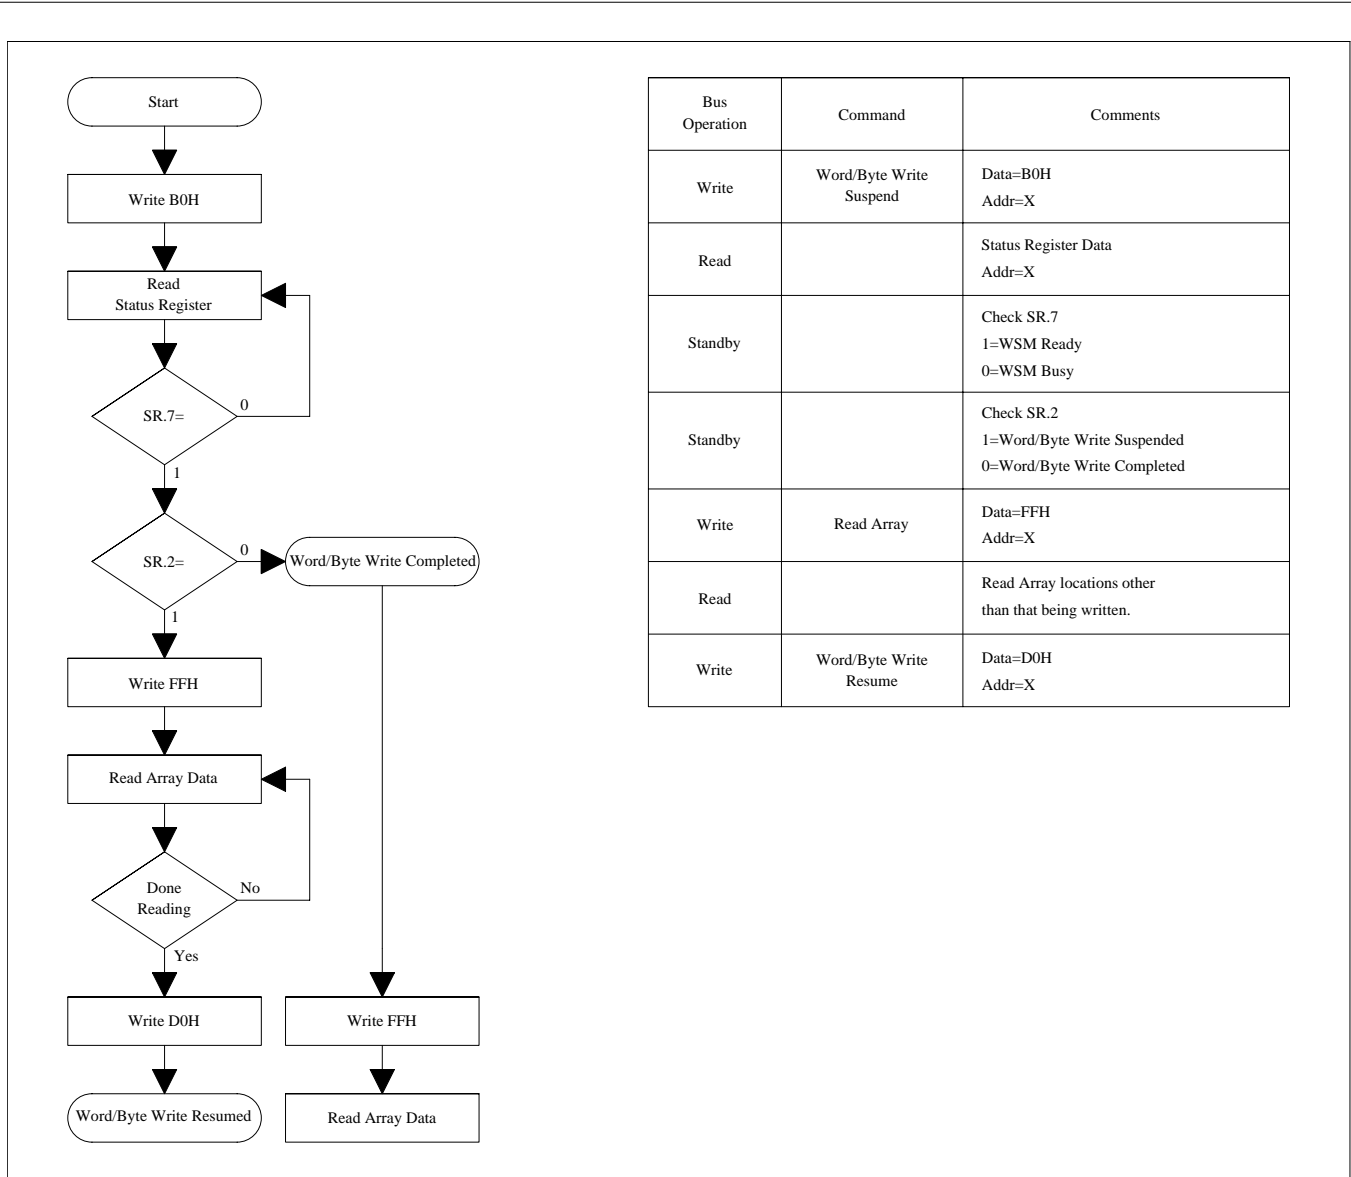 Start
Write B0H
Read
Status Register
SR.7=
0
1
SR.2=
0
Word/Byte Write Completed
1
Write FFH
Read Array Data
Done
Reading
No
Yes
Write D0H
Write FFH
Word/Byte Write Resumed
Read Array Data
Bus
Operation
Command
Comments
Write
Word/Byte Write
Suspend
Data=B0H
Addr=X
Read
Status Register Data
Addr=X
Standby
Check SR.7
1=WSM Ready
0=WSM Busy
Standby
Check SR.2
1=Word/Byte Write Suspended
0=Word/Byte Write Completed
Write
Read Array
Data=FFH
Addr=X
Read
Read Array locations other
than that being written.
Write
Word/Byte Write
Resume
Data=D0H
Addr=X